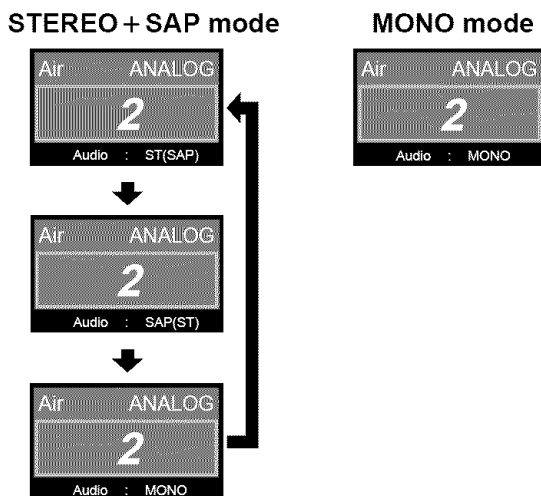 STEREO + SAP mode
Air ANALOG
2
Audio : ST(SAP)
Air ANALOG
2
Audio : SAP(ST)
Air ANALOG
2
Audio : MONO
MONO mode
Air ANALOG
2
Audio : MONO